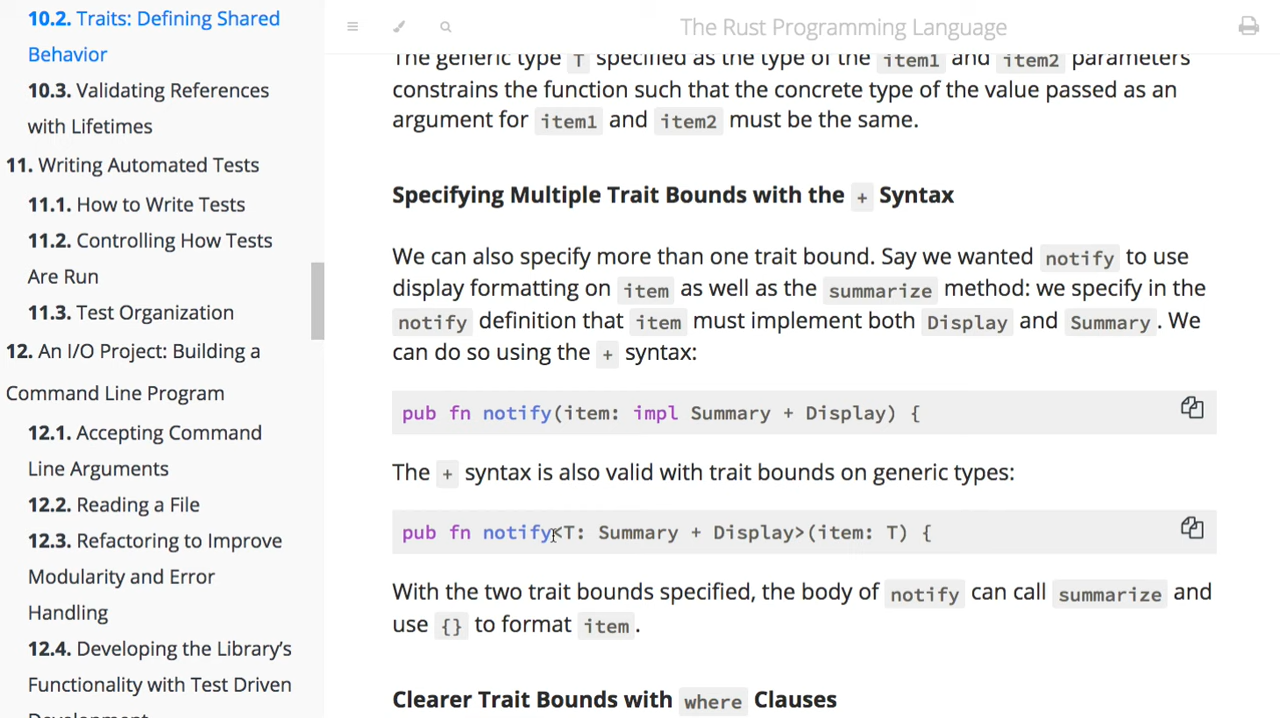 10.2. Traits: Defining Shared
Behavior
10.3. Validating References
with Lifetimes
11. Writing Automated Tests
11.1. How to Write Tests
11.2. Controlling How Tests
Are Run
11.3. Test Organization
12. An I/O Project: Building a
Command Line Program
12.1. Accepting Command
Line Arguments
12.2. Reading a File
12.3. Refactoring to Improve
Modularity and Error
Handling
12.4. Developing the Library’s
Functionality with Test Driven
Development
The Rust Programming Language
The generic type T specified as the type of the item1 and item2 parameters
constrains the function such that the concrete type of the value passed as an
argument for item1 and item2 must be the same.
Specifying Multiple Trait Bounds with the + Syntax
We can also specify more than one trait bound. Say we wanted notify to use
display formatting on item as well as the summarize method: we specify in the
notify definition that item must implement both Display and Summary. We
can do so using the + syntax:
pub fn notify(item: impl Summary + Display) {
The + syntax is also valid with trait bounds on generic types:
pub fn notify<T: Summary + Display>(item: T) {
With the two trait bounds specified, the body of notify can call summarize and
use {} to format item.
Clearer Trait Bounds with where Clauses